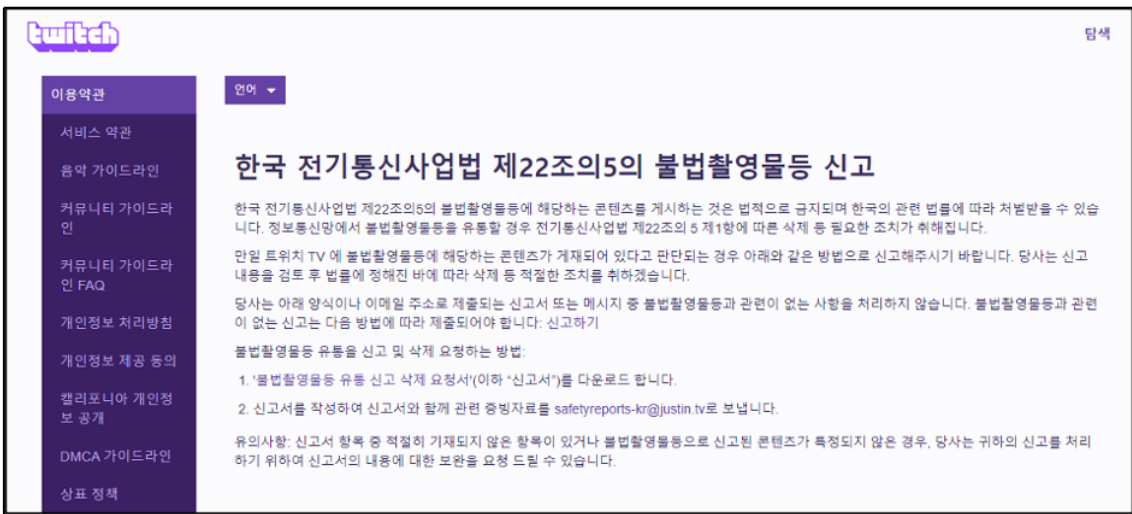 twitch
탐색
이용약관
서비스 약관
음악 가이드라인
커뮤니티 가이드라
인
커뮤니티 가이드라
인 FAQ
개인정보 처리방침
개인정보 제공 동의
캘리포니아 개인정
보 공개
DMCA 가이드라인
상표 정책
언어
한국 전기통신사업법 제22조의5의 불법촬영물등 신고
한국 전기통신사업법 제22조의5의 불법촬영물등에 해당하는 콘텐츠를 게시하는 것은 법적으로 금지되며 한국의 관련 법률에 따라 처벌받을 수 있습
니다. 정보통신망에서 불법촬영물등을 유통할 경우 전기통신사업법 제22조의 5 제1항에 따른 삭제 등 필요한 조치가 취해집니다.
만일 트위치 TV 에 불법촬영물등에 해당하는 콘텐츠가 게재되어 있다고 판단되는 경우 아래와 같은 방법으로 신고해주시기 바랍니다. 당사는 신고
내용을 검토 후 법률에 정해진 바에 따라 삭제 등 적절한 조치를 취하겠습니다.
당사는 아래 양식이나 이메일 주소로 제출되는 신고서 또는 메시지 중 불법촬영물등과 관련이 없는 사항을 처리하지 않습니다. 불법촬영물등과 관련
이 없는 신고는 다음 방법에 따라 제출되어야 합니다: 신고하기
불법촬영물등 유통을 신고 및 삭제 요청하는 방법:
1. '불법촬영물등 유통 신고 삭제 요청서'(이하 “신고서”)를 다운로드 합니다.
2. 신고서를 작성하여 신고서와 함께 관련 증빙자료를 safetyreports-kr@justin.tv로 보냅니다.
유의사항: 신고서 항목 중 적절히 기재되지 않은 항목이 있거나 불법촬영물등으로 신고된 콘텐츠가 특정되지 않은 경우, 당사는 귀하의 신고를 처리
하기 위하여 신고서의 내용에 대한 보완을 요청 드릴 수 있습니다.